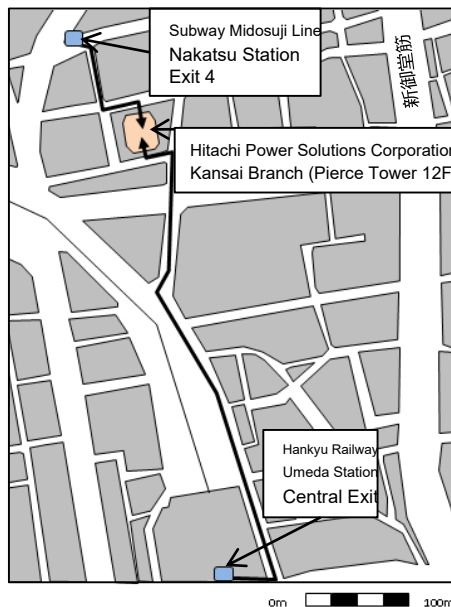 Subway Midosuji Line
Nakatsu Station
Exit 4
新御堂筋
Hitachi Power Solutions Corporation
Kansai Branch (Pierce Tower 12F
Hankyu Railway
Umeda Station
Central Exit
0m 100m